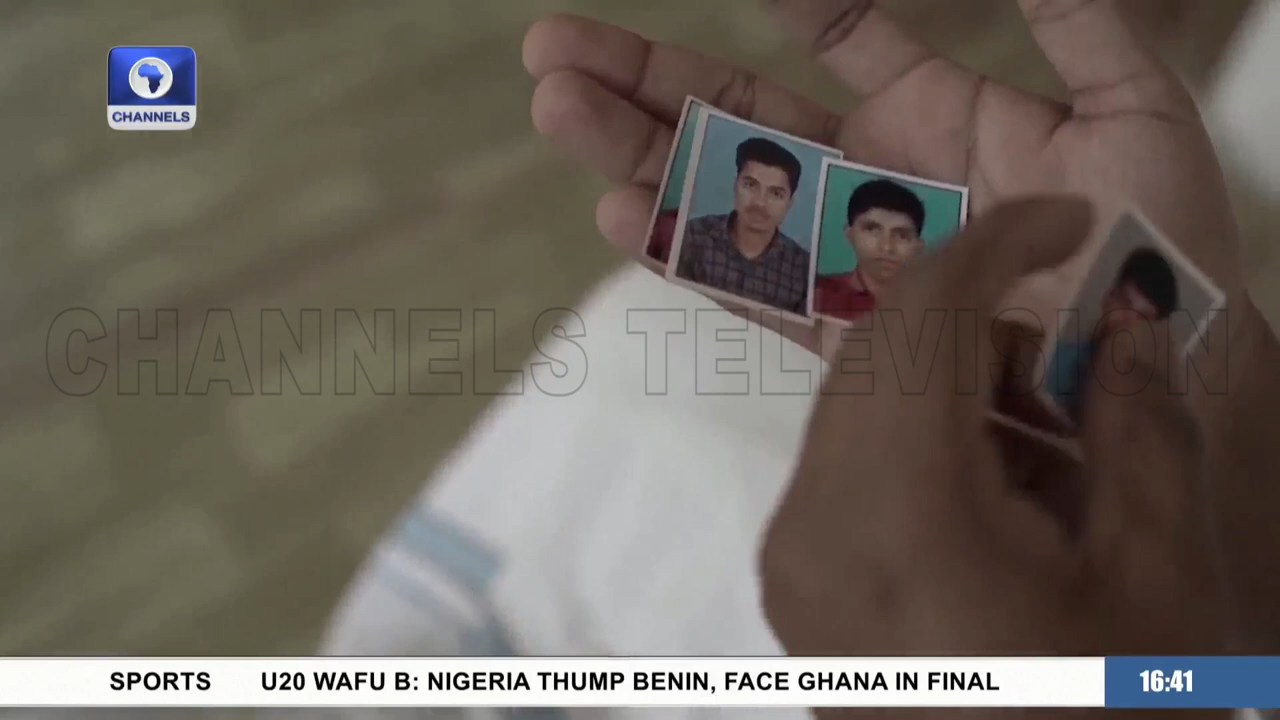 CHANNELS
CHANNELS TELEVISION
SPORTS U20 WAFU B: NIGERIA THUMP BENIN, FACE GHANA IN FINAL
16:41